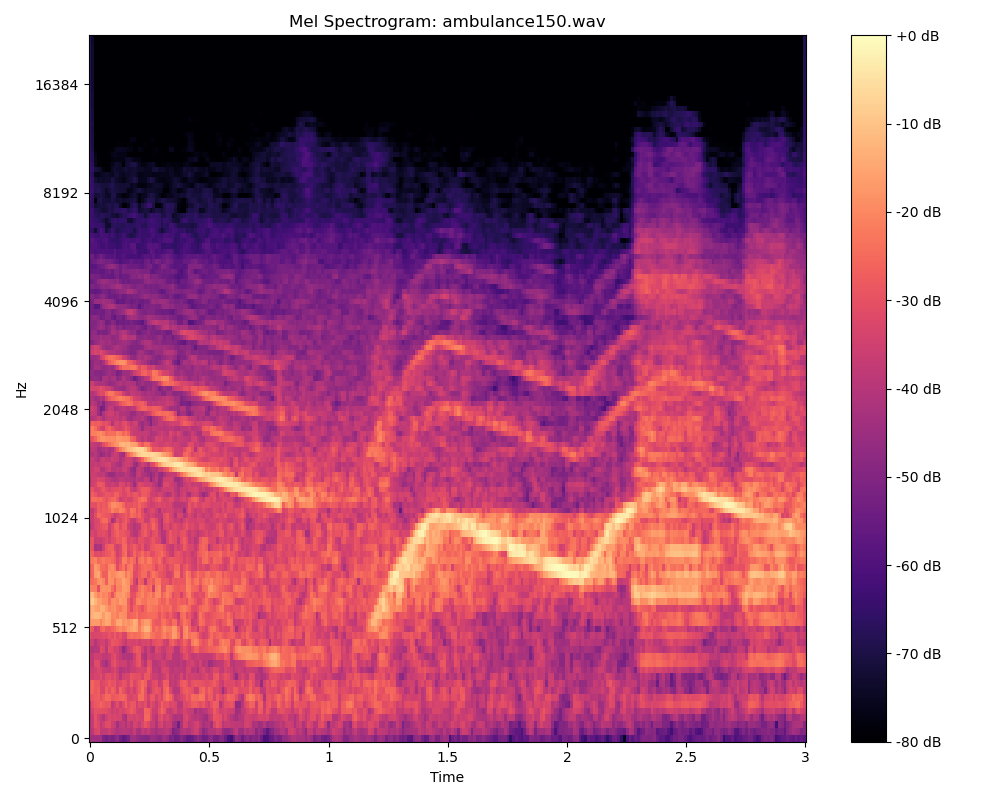 Mel Spectrogram: ambulance150.wav
Hz
16384
8192
4096
2048
1024
512
0
0 0.5 1 1.5 2 2.5 3
Time
+0 dB
-10 dB
-20 dB
-30 dB
-40 dB
-50 dB
-60 dB
-70 dB
-80 dB